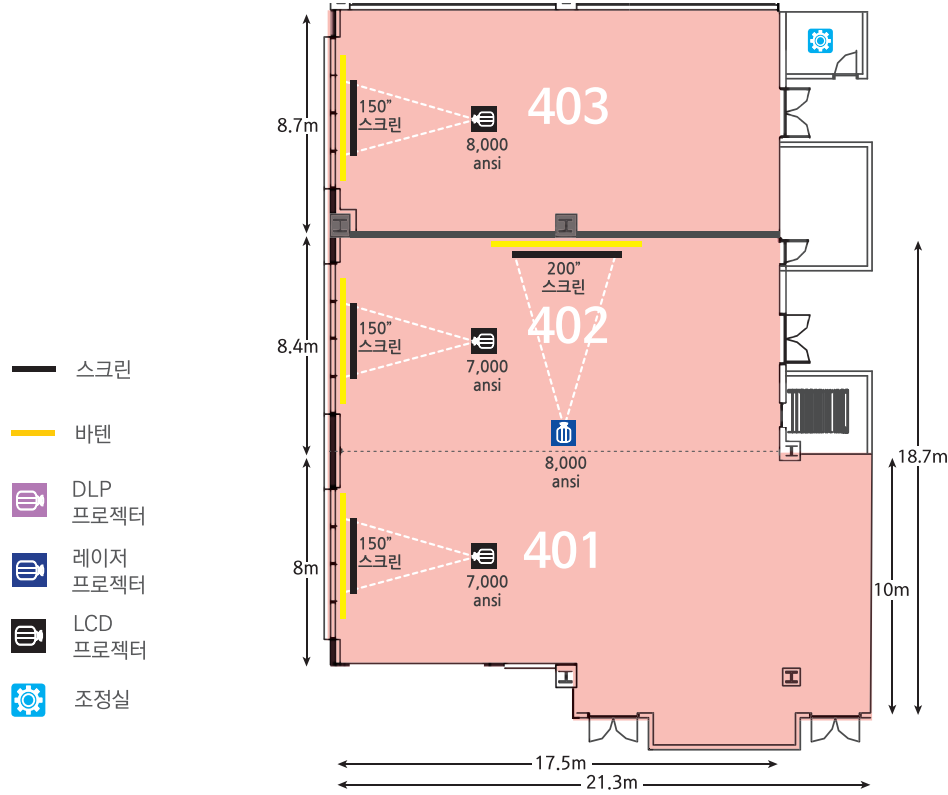 150”
스크린
403
8,000
ansi
8.7m
200”
스크린
150”
스크린
402
7,000
ansi
8.4m
8,000
ansi
18.7m
150”
스크린
401
7,000
ansi
8m
10m
17.5m
21.3m
스크린
바텐
DLP
프로젝터
레이저
프로젝터
LCD
프로젝터
조정실